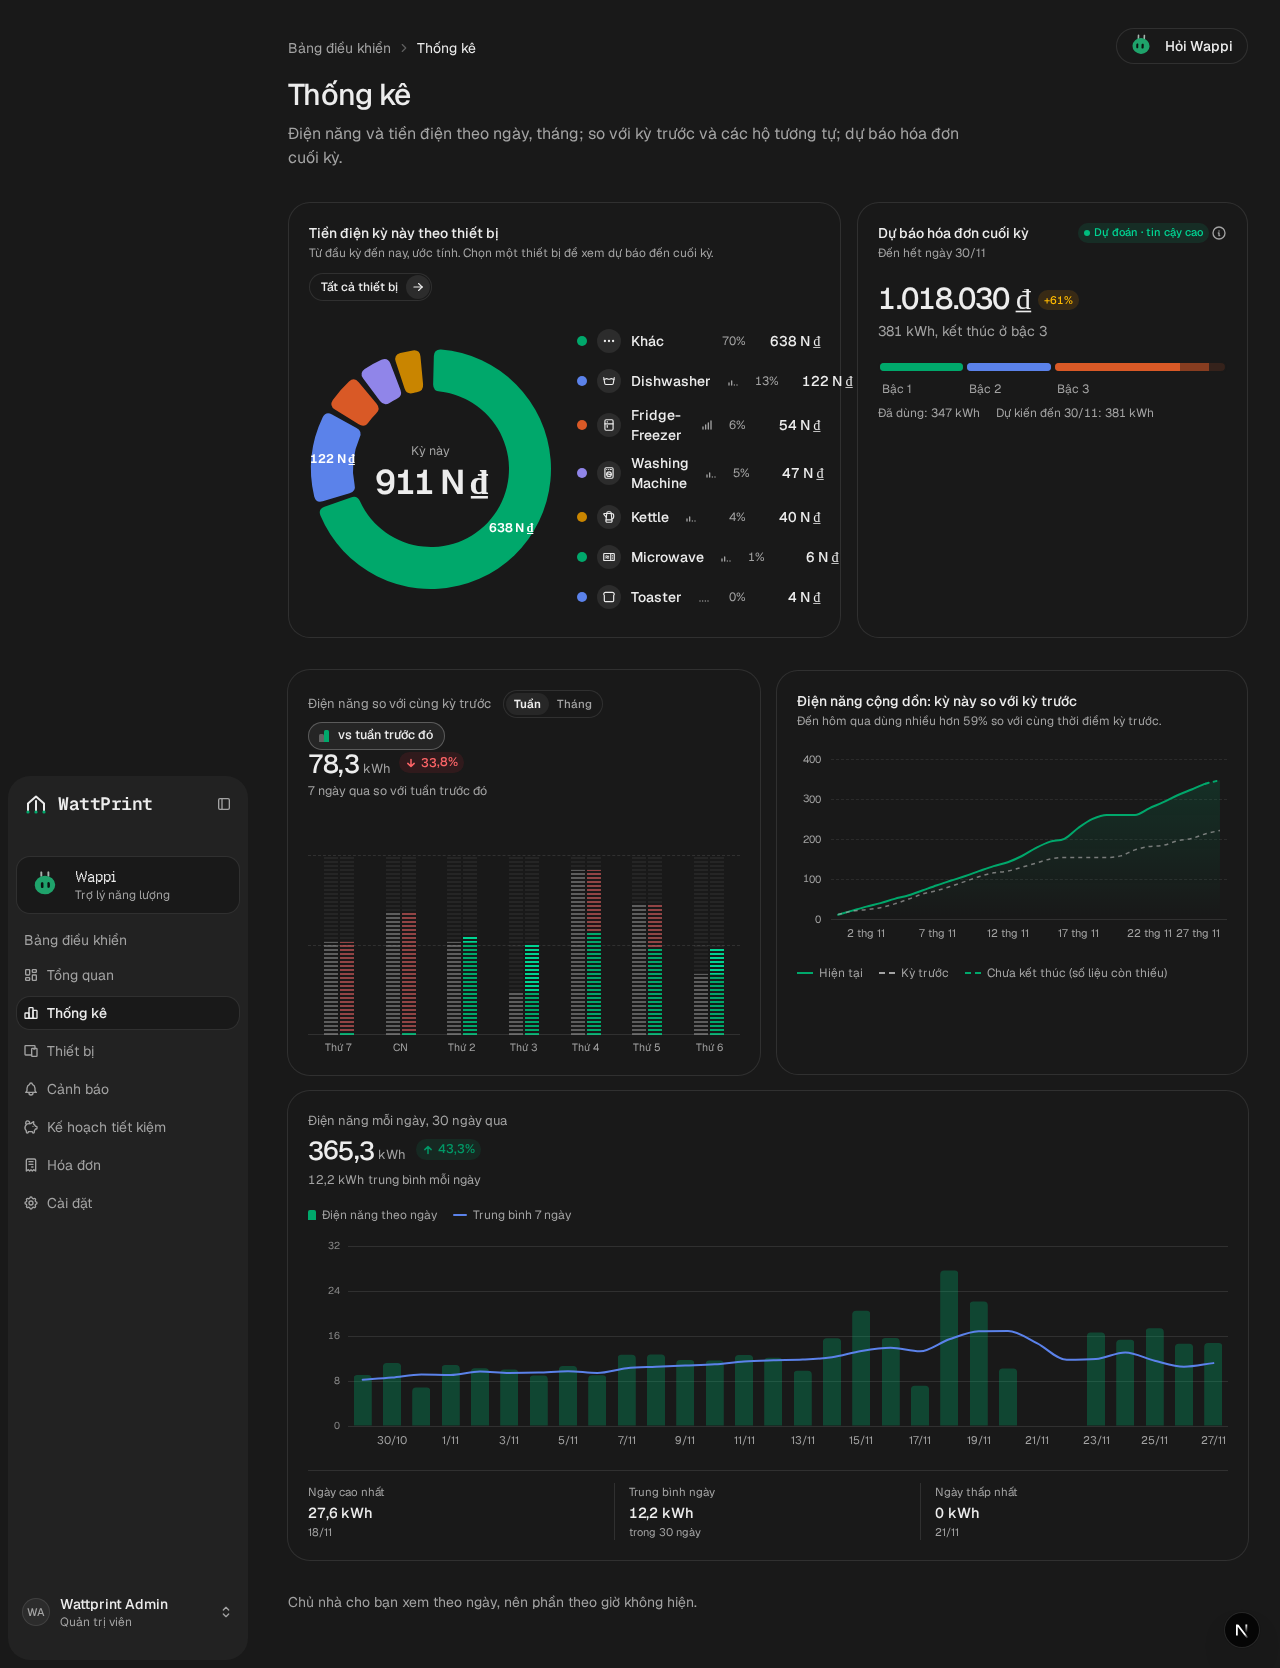 Bảng điều khiển > Thống kê
Hỏi Wappi
Thống kê
Điện năng và tiền điện theo ngày, tháng; so với kỳ trước và các hộ tương tự; dự báo hóa đơn
cuối kỳ.
Tiền điện kỳ này theo thiết bị
Từ đầu kỳ đến nay, ước tính. Chọn một thiết bị để xem dự báo đến cuối kỳ.
Tất cả thiết bị
Kỳ này
911 N ₫
122 N ₫
638 N ₫
Khác 70% 638 N ₫
Dishwasher 13% 122 N ₫
Fridge-
Freezer 6% 54 N ₫
Washing
Machine 5% 47 N ₫
Kettle 4% 40 N ₫
Microwave 1% 6 N ₫
Toaster 0% 4 N ₫
Dự báo hóa đơn cuối kỳ
Dự đoán · tin cậy cao
Đến hết ngày 30/11
1.018.030 ₫ +61%
381 kWh, kết thúc ở bậc 3
Bậc 1 Bậc 2 Bậc 3
Đã dùng: 347 kWh Dự kiến đến 30/11: 381 kWh
Điện năng so với cùng kỳ trước
Tuần Tháng
vs tuần trước đó
78,3 kWh 33,8%
7 ngày qua so với tuần trước đó
Thứ 7 CN Thứ 2 Thứ 3 Thứ 4 Thứ 5 Thứ 6
Điện năng cộng dồn: kỳ này so với kỳ trước
Đến hôm qua dùng nhiều hơn 59% so với cùng thời điểm kỳ trước.
400
300
200
100
0
2 thg 11 7 thg 11 12 thg 11 17 thg 11 22 thg 11 27 thg 11
Hiện tại Kỳ trước Chưa kết thúc (số liệu còn thiếu)
Điện năng mỗi ngày, 30 ngày qua
365,3 kWh 43,3%
12,2 kWh trung bình mỗi ngày
Điện năng theo ngày Trung bình 7 ngày
32
24
16
8
0
30/10 1/11 3/11 5/11 7/11 9/11 11/11 13/11 15/11 17/11 19/11 21/11 23/11 25/11 27/11
Ngày cao nhất
27,6 kWh
18/11
Trung bình ngày
12,2 kWh
trong 30 ngày
Ngày thấp nhất
0 kWh
21/11
Chủ nhà cho bạn xem theo ngày, nên phần theo giờ không hiện.
WattPrint
Wappi
Trợ lý năng lượng
Bảng điều khiển
Tổng quan
Thống kê
Thiết bị
Cảnh báo
Kế hoạch tiết kiệm
Hóa đơn
Cài đặt
WA
Wattprint Admin
Quản trị viên
N